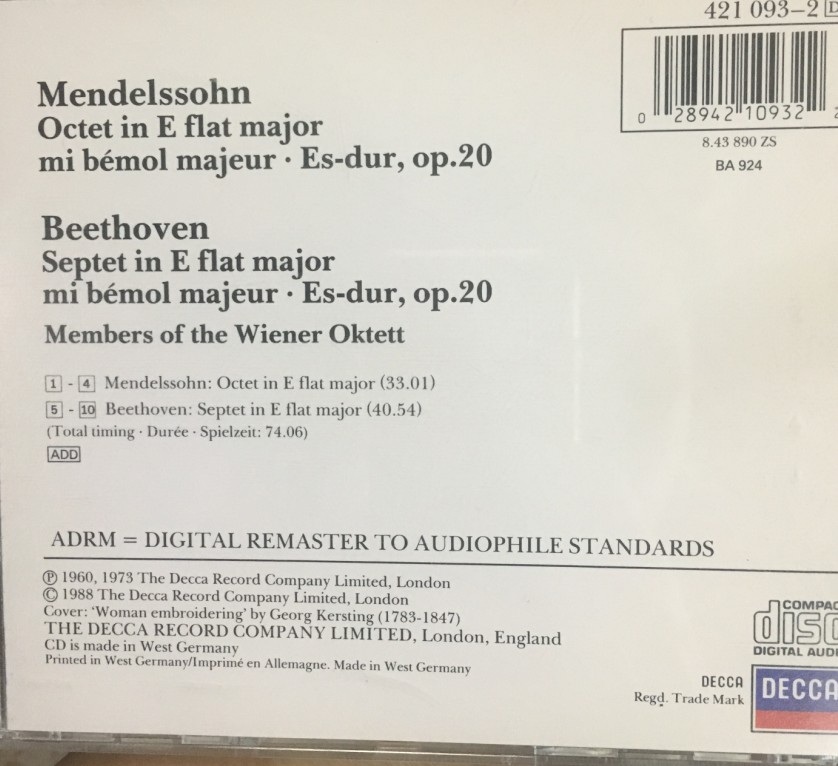 421 093-2
0 28942 10932 2
8.43 890 ZS
BA 924
Mendelssohn
Octet in E flat major
mi bémol majeur · Es-dur, op.20
Beethoven
Septet in E flat major
mi bémol majeur · Es-dur, op.20
Members of the Wiener Oktett
1 - 4 Mendelssohn: Octet in E flat major (33.01)
5 - 10 Beethoven: Septet in E flat major (40.54)
(Total timing · Durée · Spielzeit: 74.06)
ADD
ADRM = DIGITAL REMASTER TO AUDIOPHILE STANDARDS
Ⓟ 1960, 1973 The Decca Record Company Limited, London
© 1988 The Decca Record Company Limited, London
Cover: ‘Woman embroidering’ by Georg Kersting (1783-1847)
THE DECCA RECORD COMPANY LIMITED, London, England
CD is made in West Germany
Printed in West Germany/Imprimé en Allemagne. Made in West Germany
COMPAC
disc
DIGITAL AUDI
DECCA
Regd. Trade Mark
DECCA